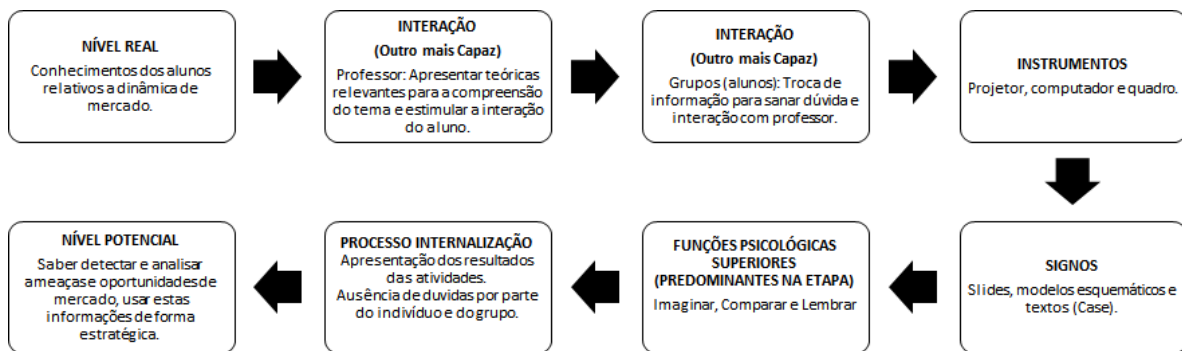 NÍVEL REAL
Conhecimentos dos alunos
relativos a dinâmica de
mercado.
INTERAÇÃO
(Outro mais Capaz)
Professor: Apresentar teóricas
relevantes para a compreensão
do tema e estimular a interação
do aluno.
INTERAÇÃO
(Outro mais Capaz)
Grupos (alunos): Troca de
informação para sanar dúvida e
interação com professor.
INSTRUMENTOS
Projetor, computador e quadro.
NÍVEL POTENCIAL
Saber detectar e analisar
ameaças e oportunidades de
mercado, usar estas
informações de forma
estratégica.
PROCESSO INTERNALIZAÇÃO
Apresentação dos resultados
das atividades.
Ausência de duvidas por parte
do indivíduo e do grupo.
FUNÇÕES PSICOLÓGICAS
SUPERIORES
(PREDOMINANTES NA ETAPA)
Imaginar, Comparar e Lembrar
SIGNOS
Slides, modelos esquemáticos e
textos (Case).